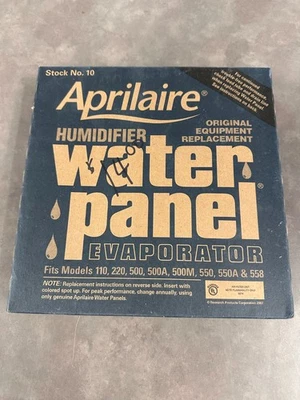 Stock No. 10
Aprilaire®
HUMIDIFIER
ORIGINAL
EQUIPMENT
REPLACEMENT
water
panel®
EVAPORATOR
Fits Models 110, 220, 500, 500A, 500M, 550, 550A & 558
NOTE: Replacement instructions on reverse side. Insert with
colored spot up. For peak performance, change annually, using
only genuine Aprilaire Water Panels.